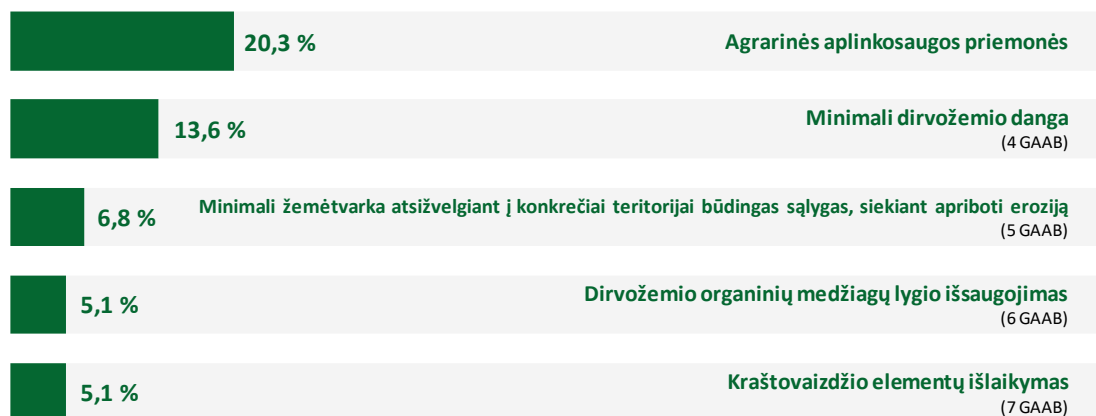 20,3 % Agrarinės aplinkosaugos priemonės
13,6 % Minimali dirvožemio danga
(4 GAAB)
6,8 % Minimali žemėtvarka atsižvelgiant į konkrečiai teritorijai būdingas sąlygas, siekiant apriboti eroziją
(5 GAAB)
5,1 % Dirvožemio organinių medžiagų lygio išsaugojimas
(6 GAAB)
5,1 % Kraštovaizdžio elementų išlaikymas
(7 GAAB)